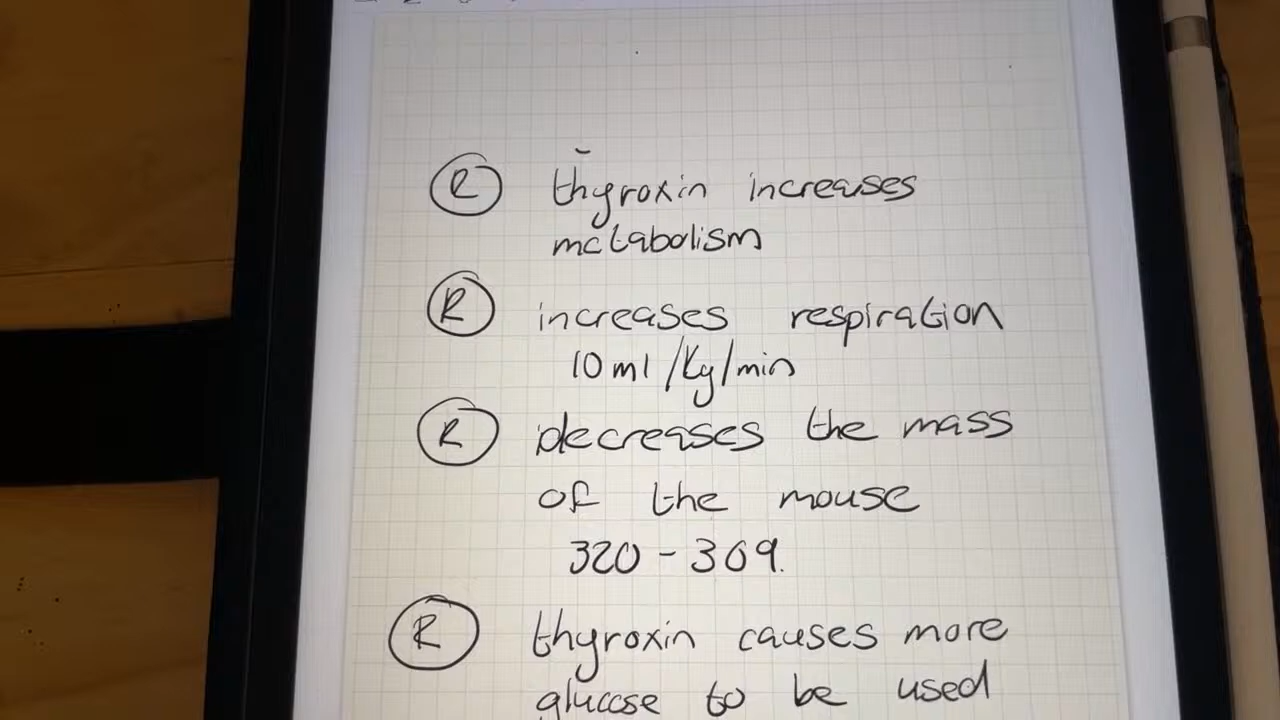 R thyroxin increases
metabolism
R increases respiration
10ml/Kg/min
R decreases the mass
of the mouse
320-309.
R thyroxin causes more
glucose to be used